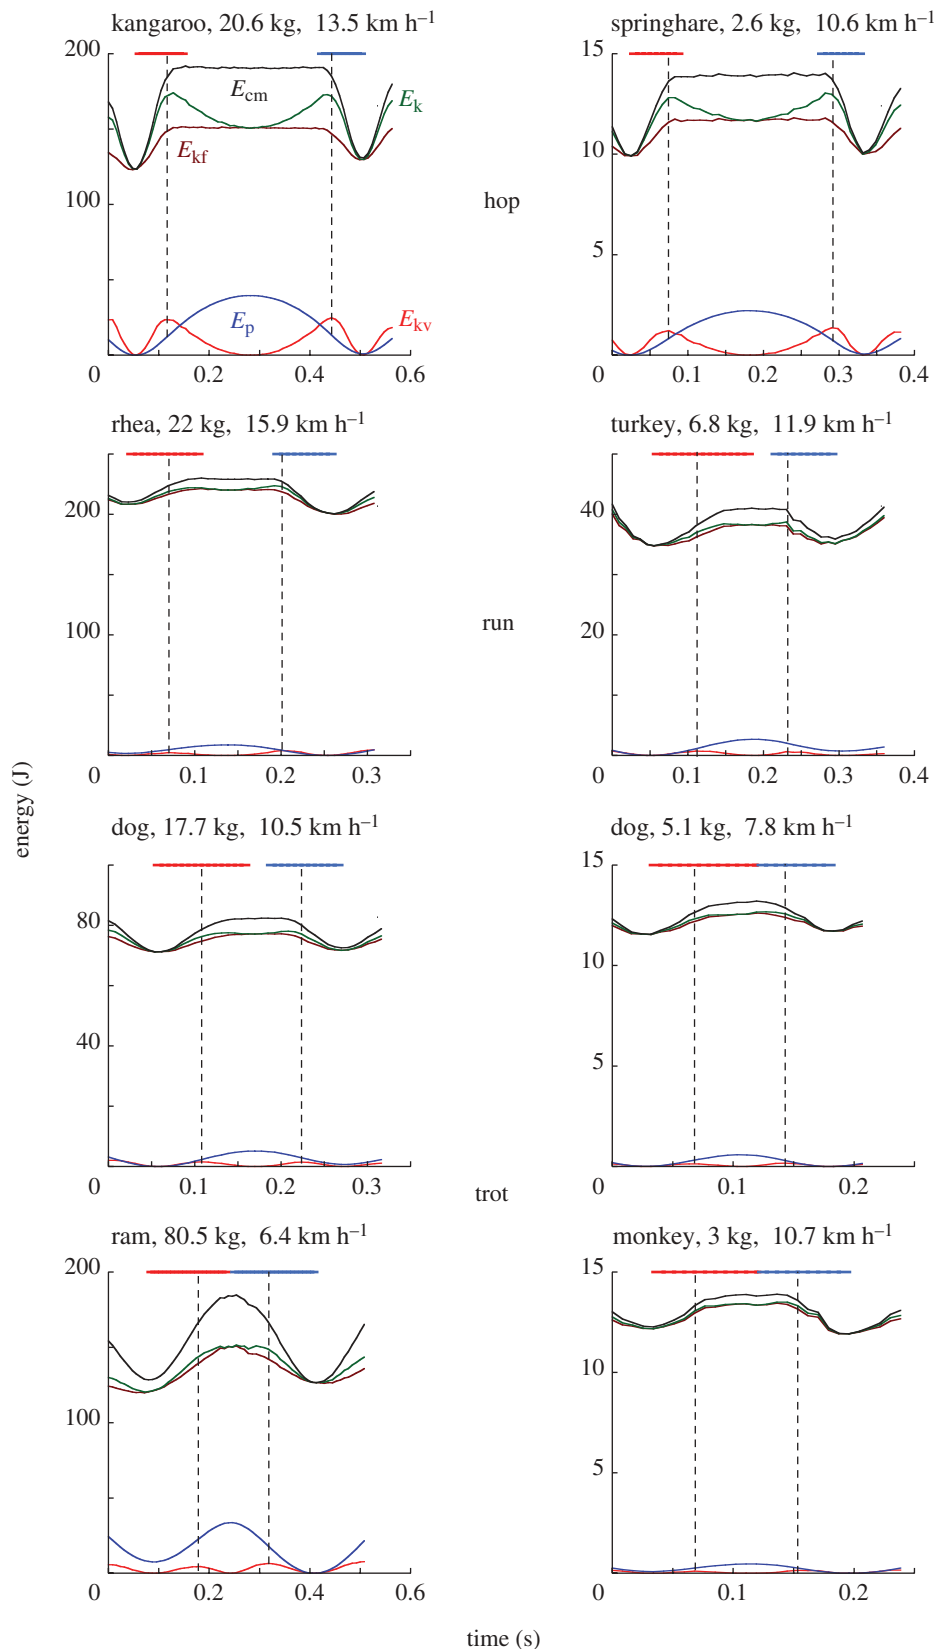 kangaroo, 20.6 kg, 13.5 km h⁻¹
springhare, 2.6 kg, 10.6 km h⁻¹
200
100
0
0.2
0.4
0.6
E_cm
E_k
E_kf
E_p
E_kv
hop
15
10
5
0
0.1
0.2
0.3
0.4
rhea, 22 kg, 15.9 km h⁻¹
turkey, 6.8 kg, 11.9 km h⁻¹
200
100
0
0.1
0.2
0.3
run
40
20
0
0.1
0.2
0.3
0.4
energy (J)
dog, 17.7 kg, 10.5 km h⁻¹
dog, 5.1 kg, 7.8 km h⁻¹
80
40
0
0.1
0.2
0.3
15
10
5
0
0.1
0.2
trot
ram, 80.5 kg, 6.4 km h⁻¹
monkey, 3 kg, 10.7 km h⁻¹
200
100
0
0.2
0.4
0.6
15
10
5
0
0.1
0.2
time (s)